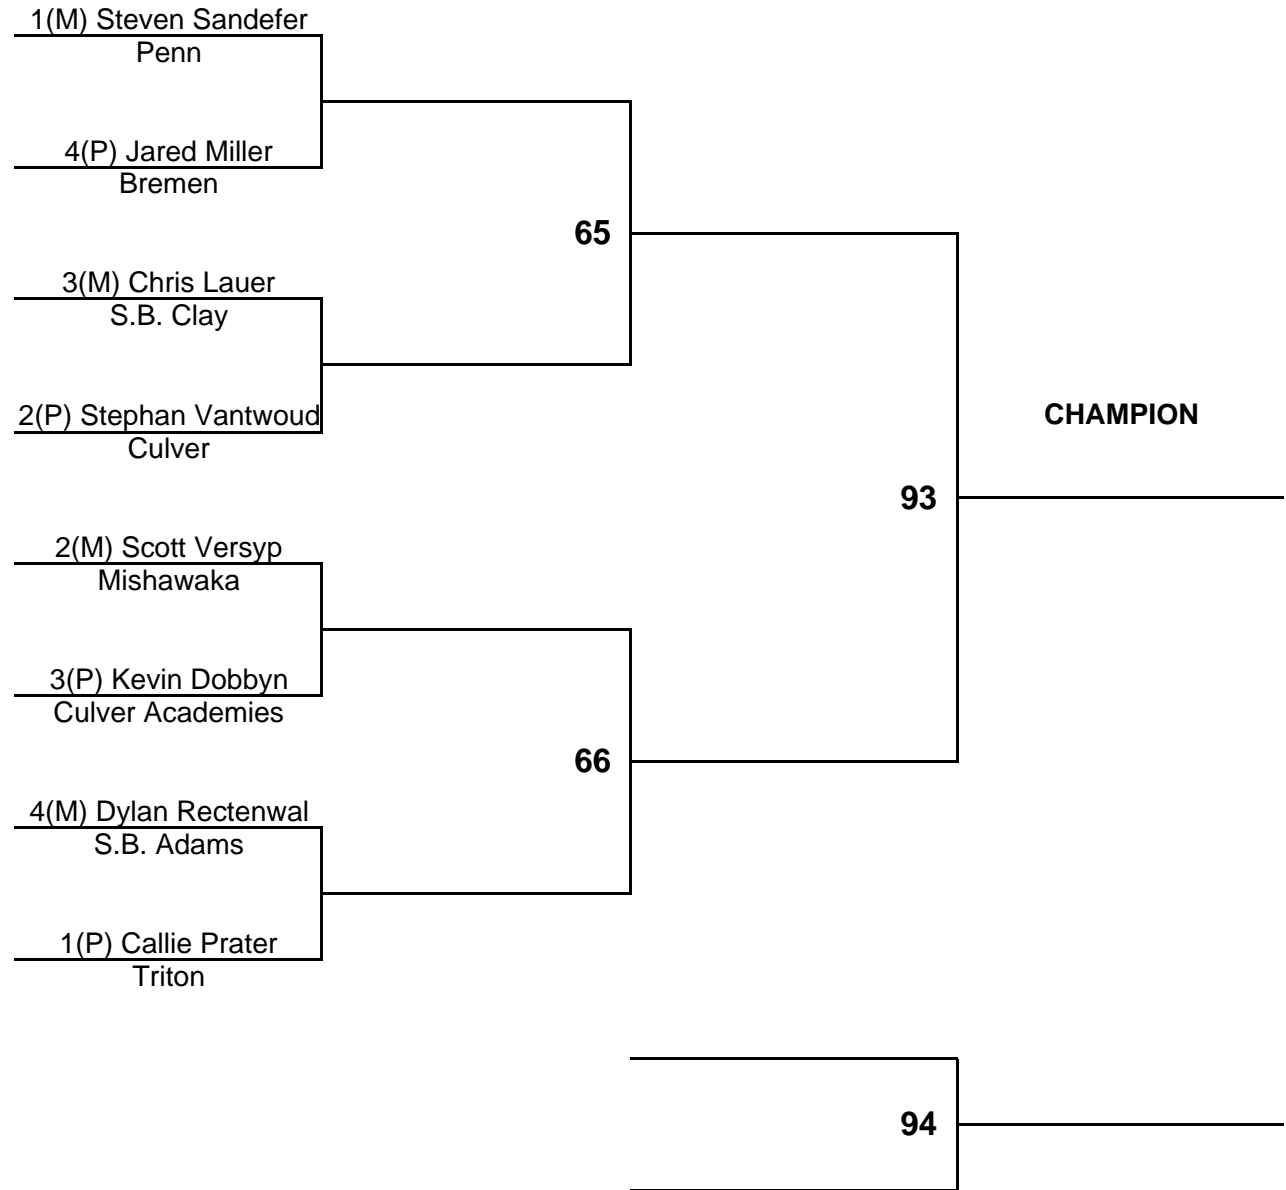 1(M) Steven Sandefer
Penn
4(P) Jared Miller
Bremen
65
3(M) Chris Lauer
S.B. Clay
2(P) Stephan Vantwoud
Culver
CHAMPION
93
2(M) Scott Versyp
Mishawaka
3(P) Kevin Dobbyn
Culver Academies
66
4(M) Dylan Rectenwal
S.B. Adams
1(P) Callie Prater
Triton
94